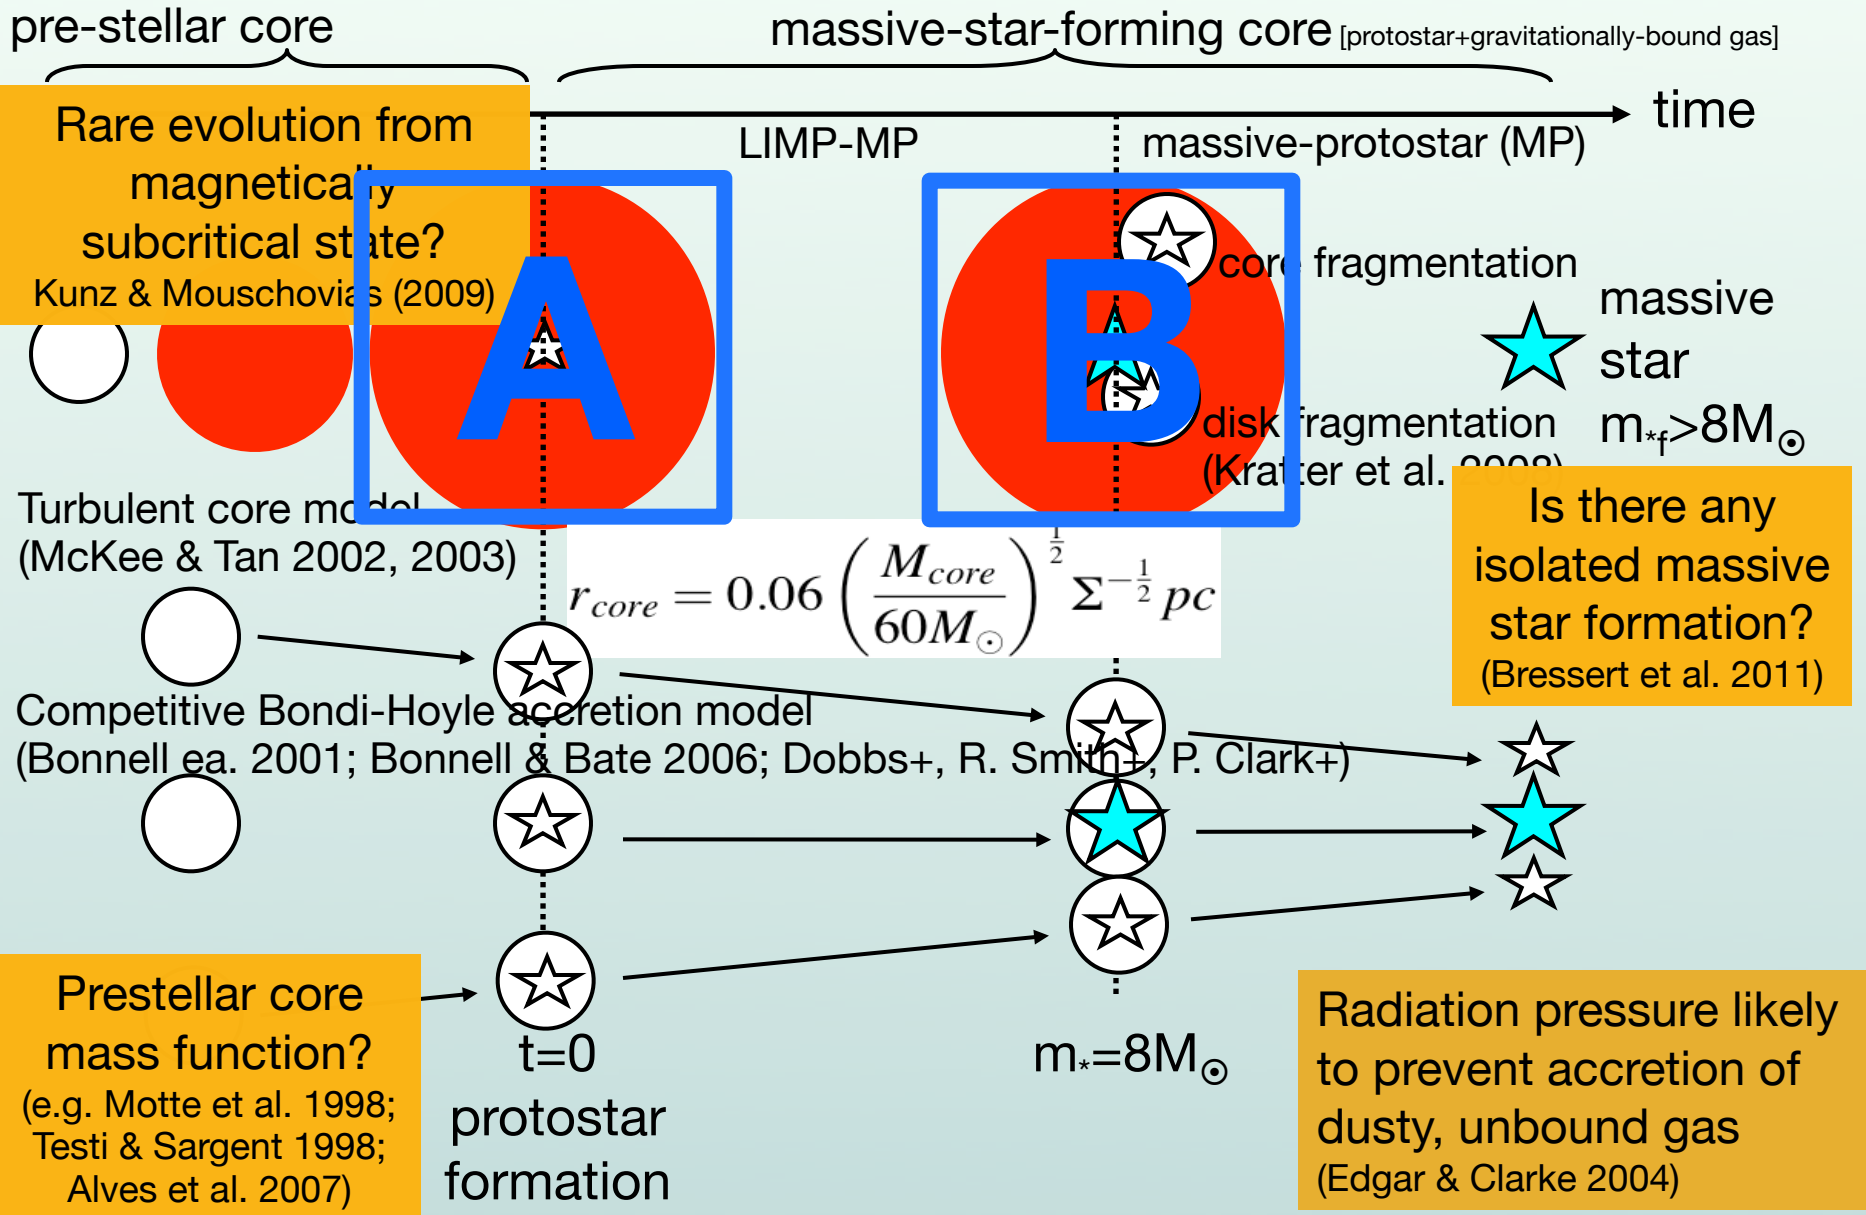 pre-stellar core
massive-star-forming core [protostar+gravitationally-bound gas]
time
LIMP-MP
massive-protostar (MP)
Rare evolution from
magnetically
subcritical state?
Kunz & Mouschovias (2009)
A
B
core fragmentation
massive
star
m*f>8M☉
disk fragmentation
(Kratter et al. 2008)
Turbulent core model
(McKee & Tan 2002, 2003)
r_core = 0.06 (M_core / 60M☉)^{1/2} Σ^{-1/2} pc
Is there any
isolated massive
star formation?
(Bressert et al. 2011)
Competitive Bondi-Hoyle accretion model
(Bonnell ea. 2001; Bonnell & Bate 2006; Dobbs+, R. Smith+, P. Clark+)
Prestellar core
mass function?
(e.g. Motte et al. 1998;
Testi & Sargent 1998;
Alves et al. 2007)
t=0
protostar
formation
m*=8M☉
Radiation pressure likely
to prevent accretion of
dusty, unbound gas
(Edgar & Clarke 2004)